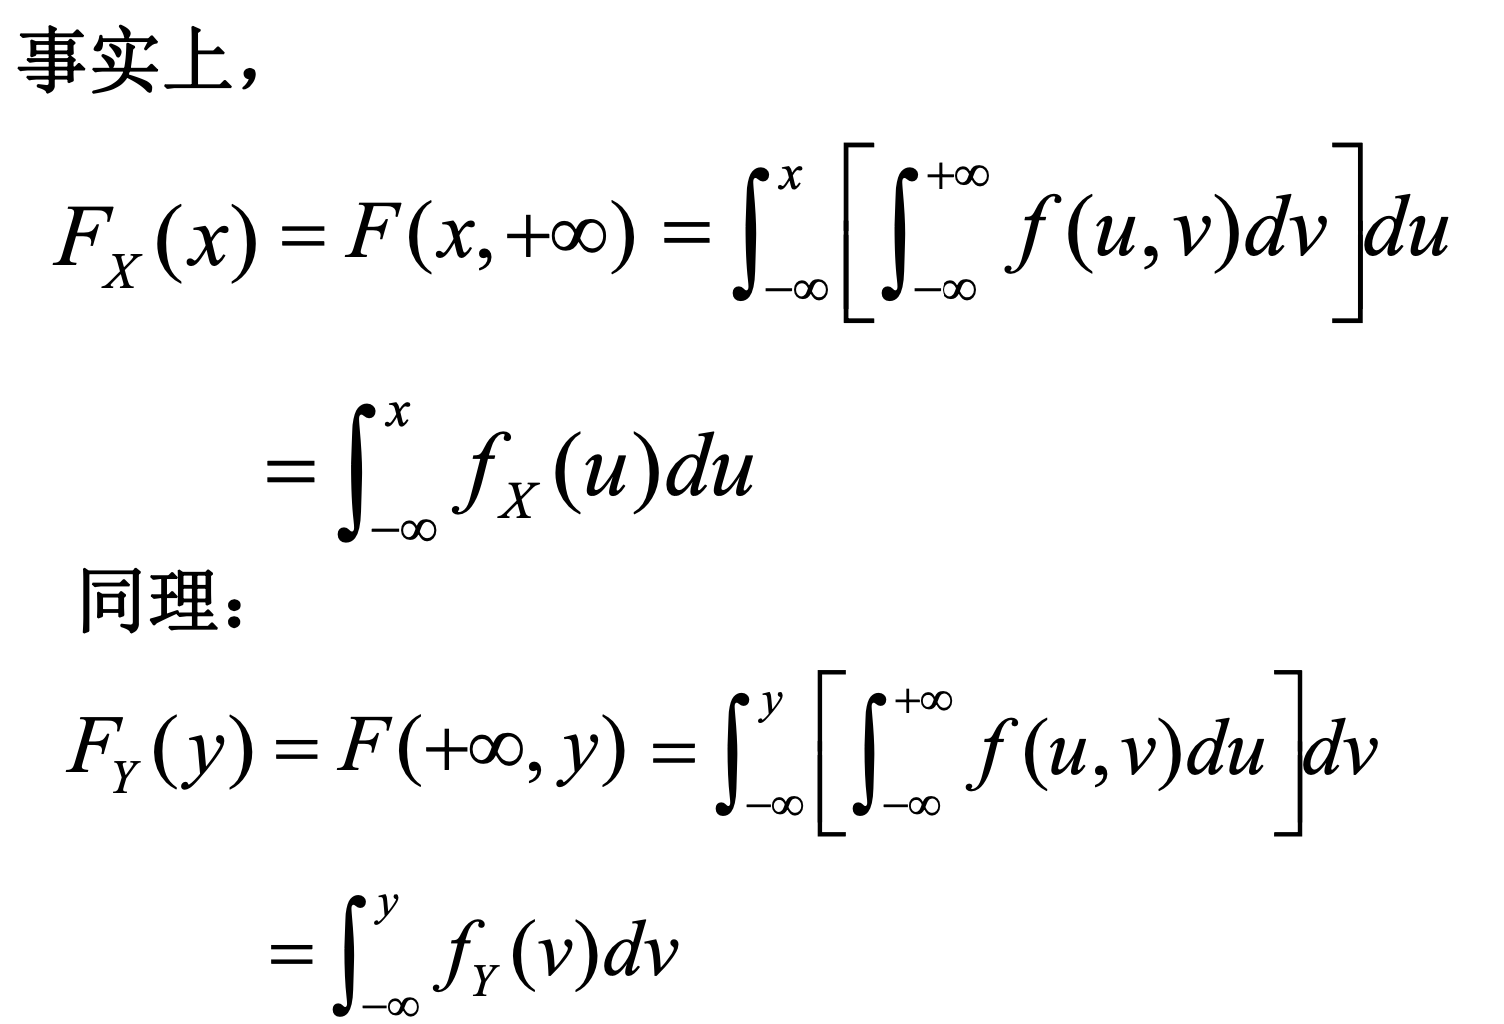 事实上，
F_X(x) = F(x, +∞) = ∫_{-∞}^{x} [∫_{-∞}^{+∞} f(u, v)dv] du
= ∫_{-∞}^{x} f_X(u)du
同理：
F_Y(y) = F(+∞, y) = ∫_{-∞}^{y} [∫_{-∞}^{+∞} f(u, v)du] dv
= ∫_{-∞}^{y} f_Y(v)dv